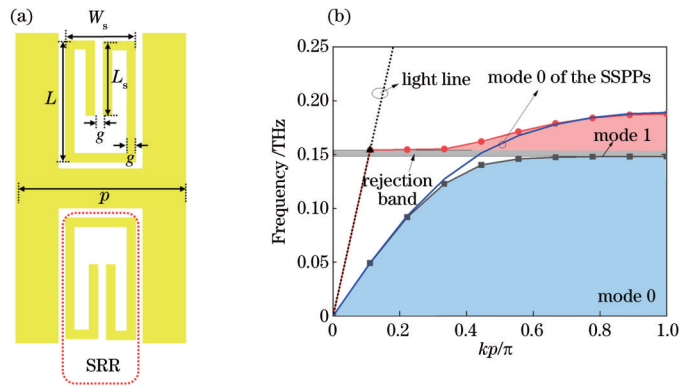 (a)
Wₛ
L
Lₛ
g
g
p
SRR
(b)
Frequency /THz
0.25
0.20
0.15
0.10
0.05
0
light line
mode 0 of the SSPPs
mode 1
rejection
band
mode 0
0
0.2
0.4
0.6
0.8
1.0
kp/π